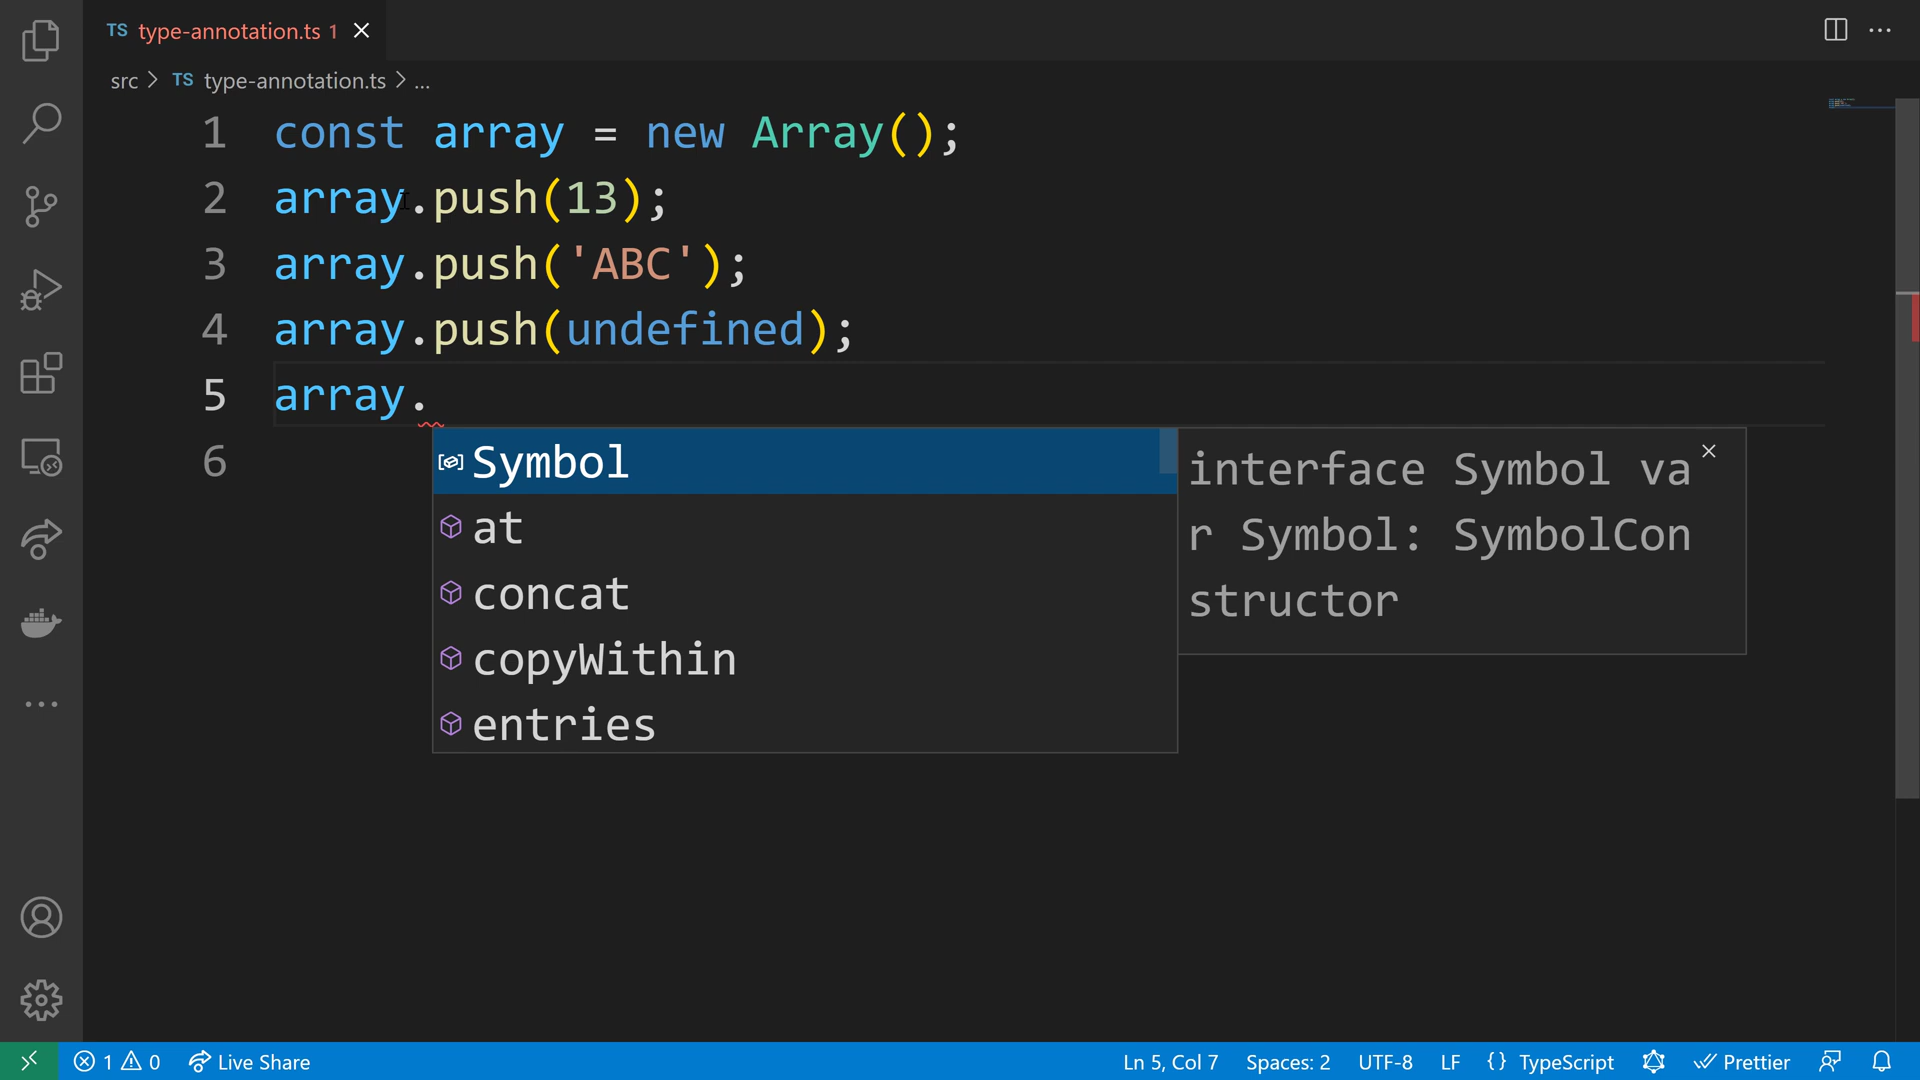 TS type-annotation.ts 1
src > TS type-annotation.ts > ...
1 const array = new Array();
2 array.push(13);
3 array.push('ABC');
4 array.push(undefined);
5 array.
6
Symbol
at
concat
copyWithin
entries
interface Symbol va
r Symbol: SymbolCon
structor
1 0 Live Share Ln 5, Col 7 Spaces: 2 UTF-8 LF {} TypeScript Prettier